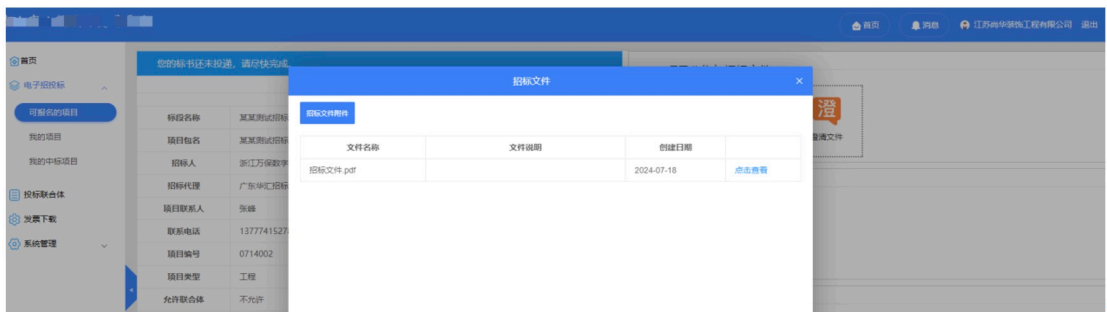 首页 消息 江苏尚华装饰工程有限公司 退出
首页
电子招投标
可报名的项目
我的项目
我的中标项目
投标联合体
发票下载
系统管理
您的标书还未投递，请尽快完成
标段名称 某某测试招标
项目包名 某某测试招标
招标人 浙江万保数字
招标代理 广东华汇招标
项目联系人 张峰
联系电话 1377741527
项目编号 0714002
项目类型 工程
允许联合体 不允许
招标文件
×
招标文件附件
文件名称 文件说明 创建日期
招标文件.pdf 2024-07-18 点击查看
澄
澄清文件